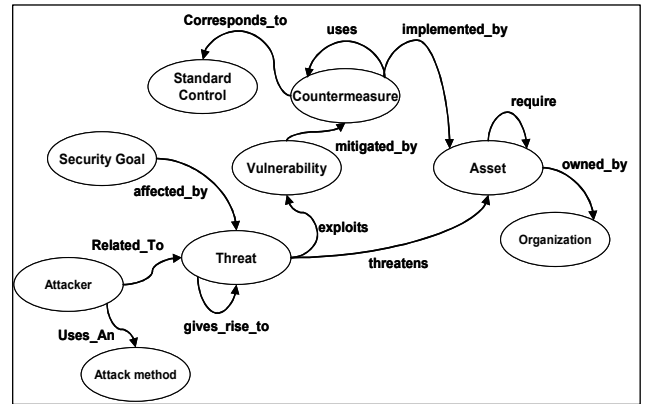 Corresponds_to
uses
implemented_by
Standard
Control
Countermeasure
require
mitigated_by
Security Goal
Vulnerability
Asset
owned_by
affected_by
exploits
Organization
Related_To
Threat
threatens
Attacker
Uses_An
gives_rise_to
Attack method